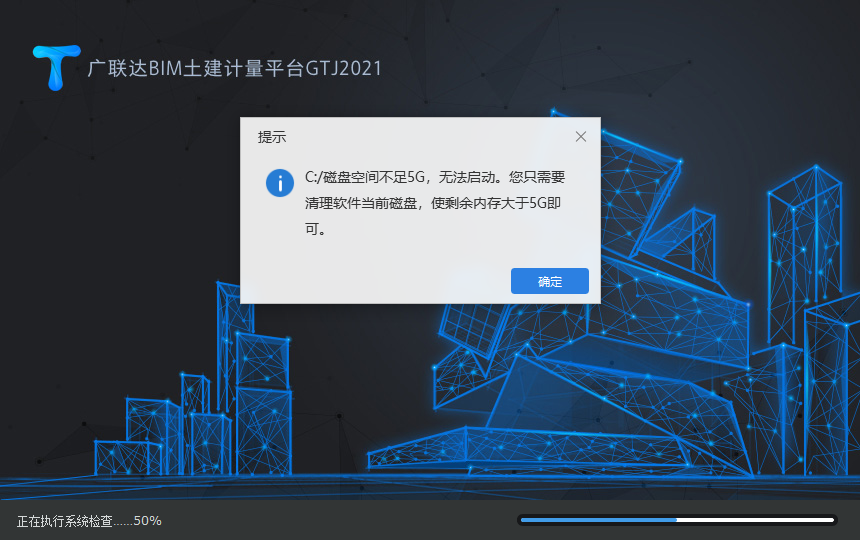 广联达BIM土建计量平台GTJ2021
提示
C:/磁盘空间不足5G，无法启动。您只需要
清理软件当前磁盘，使剩余内存大于5G即
可。
确定
正在执行系统检查......50%